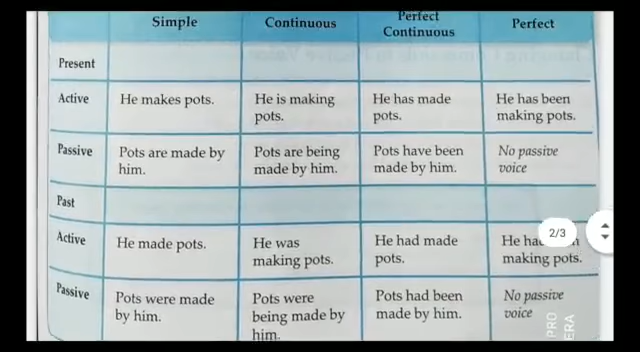 Simple Continuous Perfect Continuous Perfect
Present
Active He makes pots. He is making pots. He has made pots. He has been making pots.
Passive Pots are made by him. Pots are being made by him. Pots have been made by him. No passive voice
Past
Active He made pots. He was making pots. He had made pots. He making pots.
Passive Pots were made by him. Pots were being made by him. Pots had been made by him. No passive voice
2/3
PRO
ERA